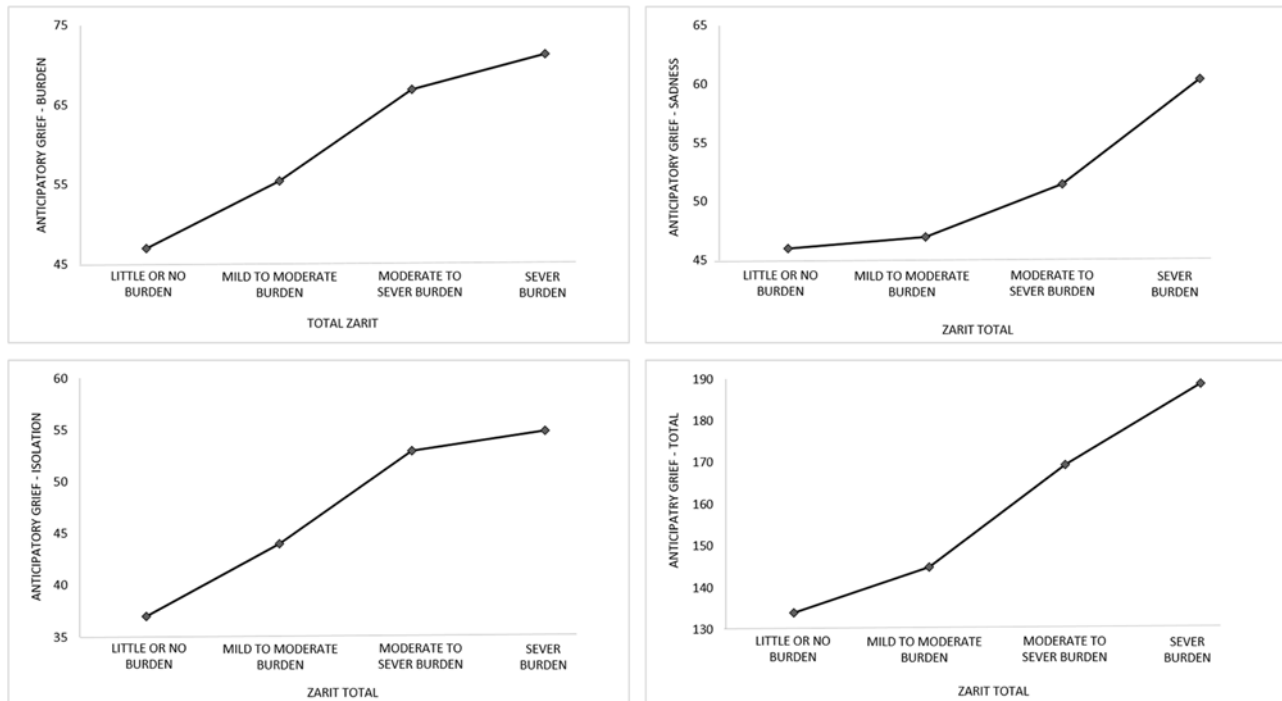 ANTICIPATORY GRIEF - BURDEN
75
65
55
45
LITTLE OR NO
BURDEN
MILD TO MODERATE
BURDEN
MODERATE TO
SEVER BURDEN
SEVER
BURDEN
TOTAL ZARIT
ANTICIPATORY GRIEF - SADNESS
65
60
55
50
45
LITTLE OR NO
BURDEN
MILD TO MODERATE
BURDEN
MODERATE TO
SEVER BURDEN
SEVER
BURDEN
ZARIT TOTAL
ANTICIPATORY GRIEF - ISOLATION
60
55
50
45
40
35
LITTLE OR NO
BURDEN
MILD TO MODERATE
BURDEN
MODERATE TO
SEVER BURDEN
SEVER
BURDEN
ZARIT TOTAL
ANTICIPATRY GRIEF - TOTAL
190
180
170
160
150
140
130
LITTLE OR NO
BURDEN
MILD TO MODERATE
BURDEN
MODERATE TO
SEVER BURDEN
SEVER
BURDEN
ZARIT TOTAL